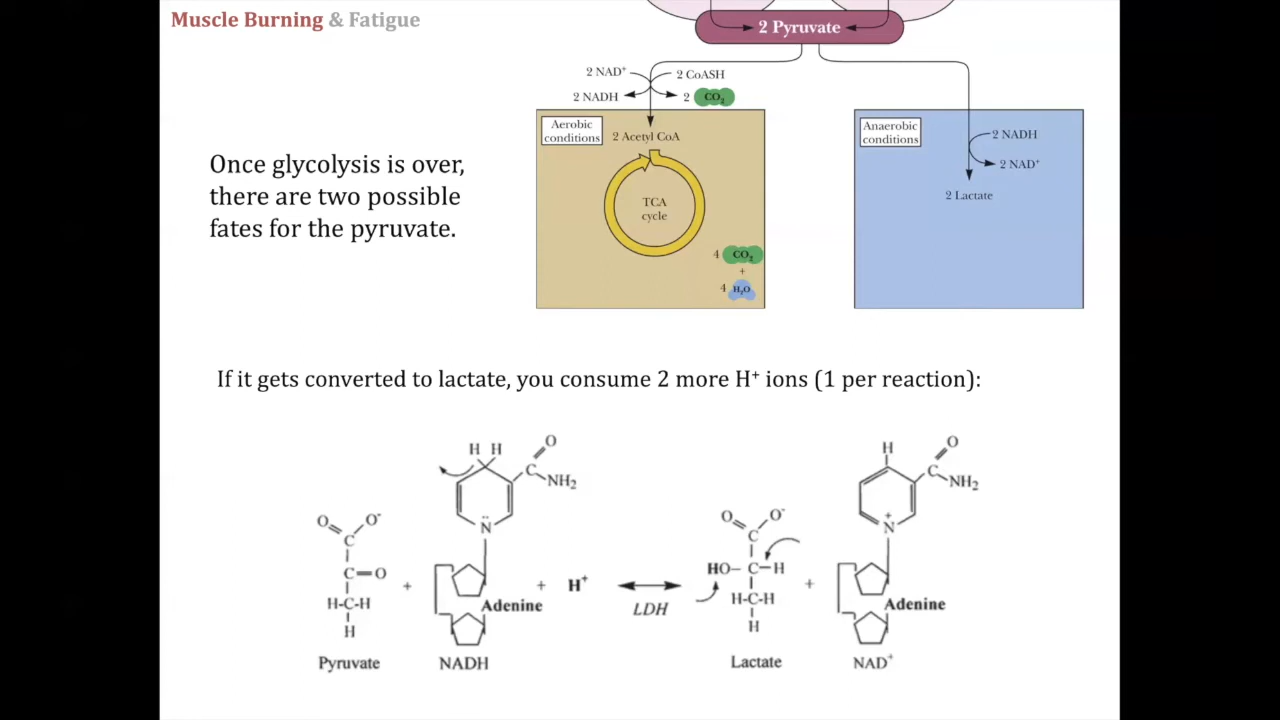 Muscle Burning & Fatigue
2 Pyruvate
2 NAD⁺
2 CoASH
2 NADH
2 CO₂
Aerobic
conditions
2 Acetyl CoA
TCA
cycle
4 CO₂
+
4 H₂O
Anaerobic
conditions
2 NADH
2 NAD⁺
2 Lactate
Once glycolysis is over,
there are two possible
fates for the pyruvate.
If it gets converted to lactate, you consume 2 more H⁺ ions (1 per reaction):
O
O⁻
C
C=O
H-C-H
H
Pyruvate
+
H H
O
C
NH₂
N
Adenine
NADH
+
H⁺
LDH
O
O⁻
C
HO-C-H
H-C-H
H
Lactate
+
H
O
C
NH₂
+
N
Adenine
NAD⁺